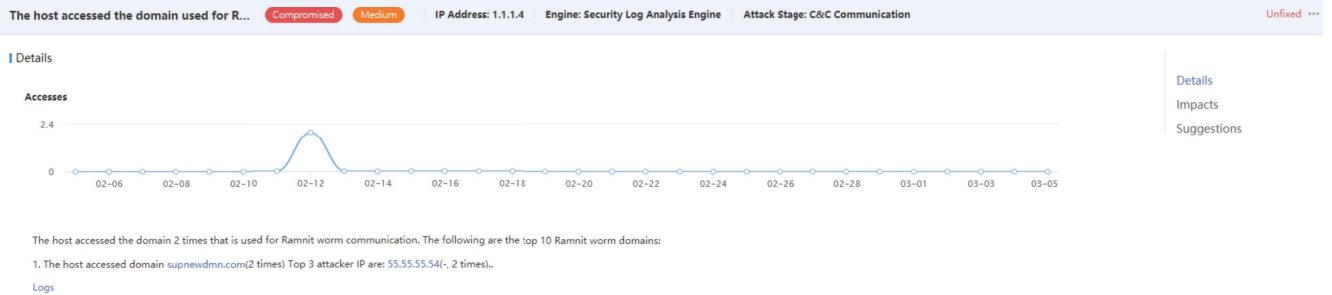 The host accessed the domain used for R... Compromised Medium IP Address: 1.1.1.4 Engine: Security Log Analysis Engine Attack Stage: C&C Communication Unfixed ···
Details
Details
Impacts
Suggestions
Accesses
2.4
0
02-06 02-08 02-10 02-12 02-14 02-16 02-18 02-20 02-22 02-24 02-26 02-28 03-01 03-03 03-05
The host accessed the domain 2 times that is used for Ramnit worm communication. The following are the top 10 Ramnit worm domains:
1. The host accessed domain supnewdmn.com(2 times) Top 3 attacker IP are: 55.55.55.54(-, 2 times)..
Logs